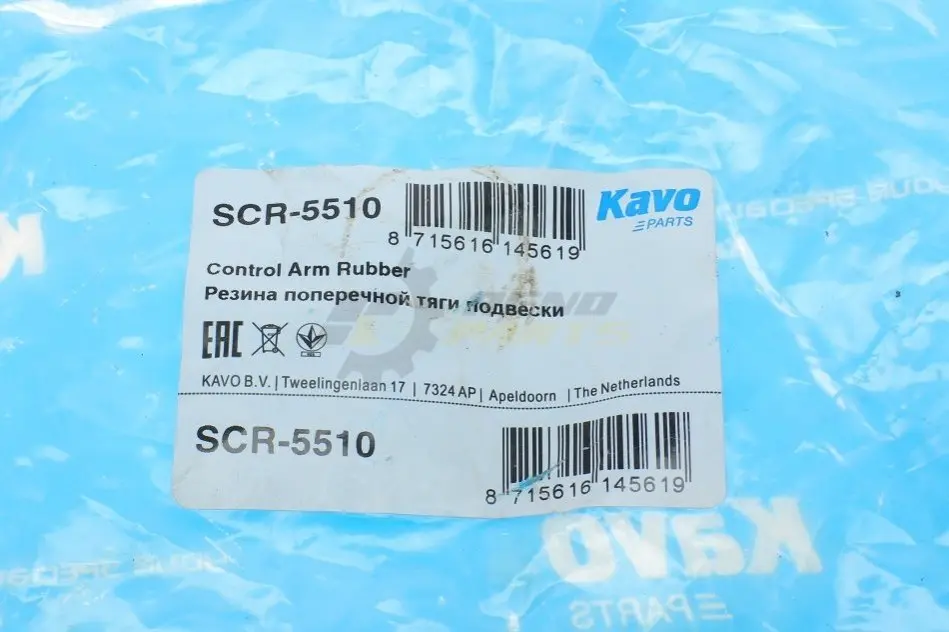 SCR-5510
8 715616 145619
Kavo
PARTS
Control Arm Rubber
Резина поперечной тяги подвески
EAC
KAVO B.V. | Tweelingenlaan 17 | 7324 AP | Apeldoorn | The Netherlands
SCR-5510
8 715616 145619
Kavo
PARTS